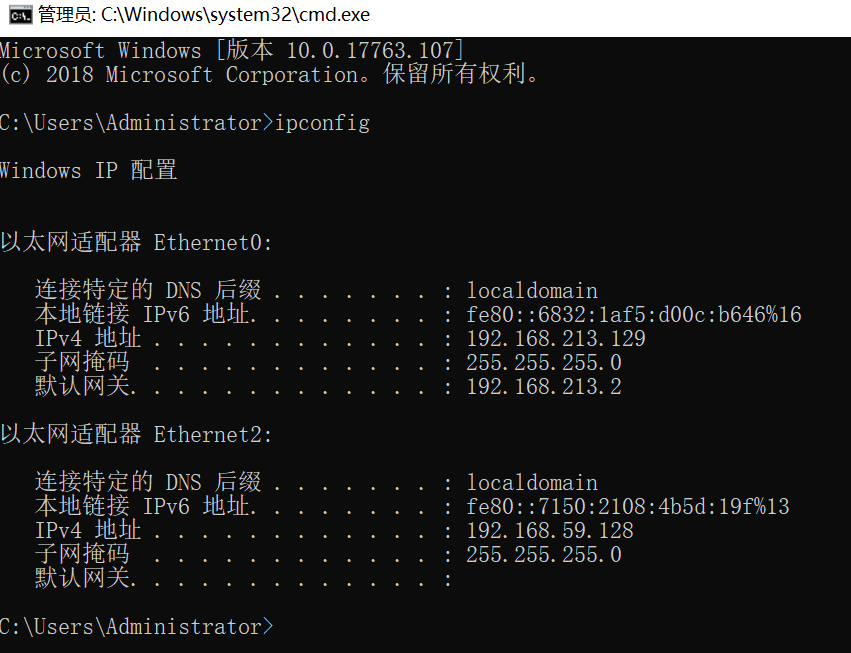 管理员: C:\Windows\system32\cmd.exe
Microsoft Windows [版本 10.0.17763.107]
(c) 2018 Microsoft Corporation。保留所有权利。
C:\Users\Administrator>ipconfig
Windows IP 配置
以太网适配器 Ethernet0:
连接特定的 DNS 后缀 . . . . . . . : localdomain
本地链接 IPv6 地址. . . . . . . . : fe80::6832:1af5:d00c:b646%16
IPv4 地址 . . . . . . . . . . . . : 192.168.213.129
子网掩码  . . . . . . . . . . . . : 255.255.255.0
默认网关. . . . . . . . . . . . . : 192.168.213.2
以太网适配器 Ethernet2:
连接特定的 DNS 后缀 . . . . . . . : localdomain
本地链接 IPv6 地址. . . . . . . . : fe80::7150:2108:4b5d:19f%13
IPv4 地址 . . . . . . . . . . . . : 192.168.59.128
子网掩码  . . . . . . . . . . . . : 255.255.255.0
默认网关. . . . . . . . . . . . . :
C:\Users\Administrator>